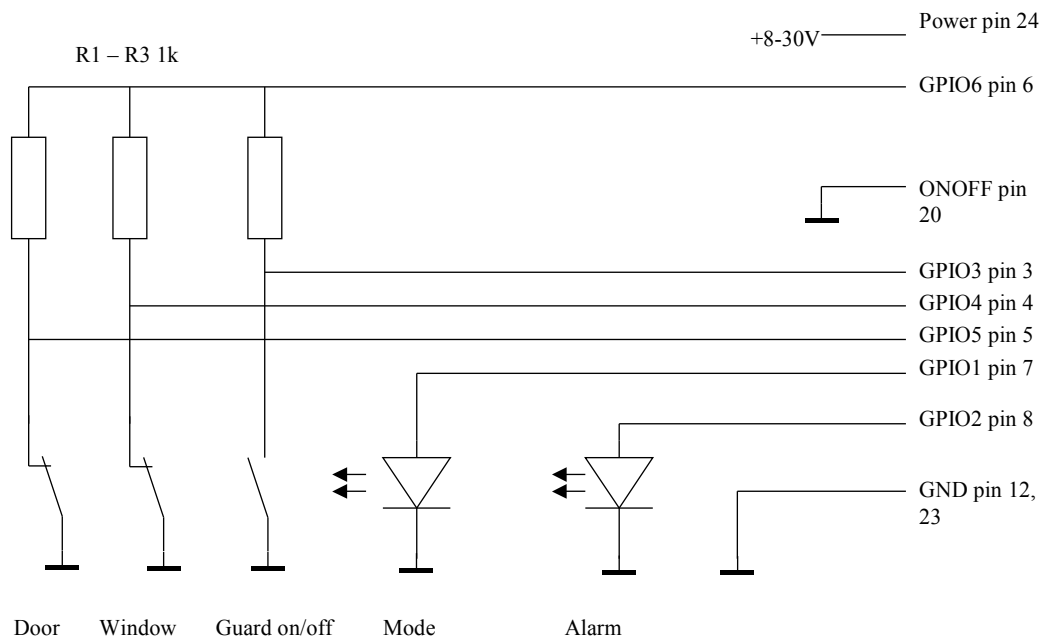 Power pin 24
+8-30V
R1 – R3 1k
GPIO6 pin 6
ONOFF pin
20
GPIO3 pin 3
GPIO4 pin 4
GPIO5 pin 5
GPIO1 pin 7
GPIO2 pin 8
GND pin 12,
23
Door Window Guard on/off Mode Alarm